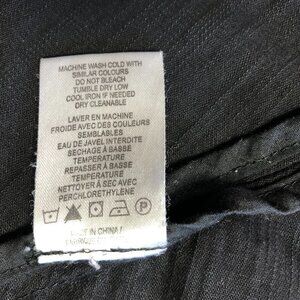 MACHINE WASH COLD WITH
SIMILAR COLOURS
DO NOT BLEACH
TUMBLE DRY LOW
COOL IRON IF NEEDED
DRY CLEANABLE
LAVER EN MACHINE
FROIDE AVEC DES COULEURS
SEMBLABLES
EAU DE JAVEL INTERDITE
SECHAGE À BASSE
TEMPERATURE
REPASSER À BASSE
TEMPERATURE
NETTOYER À SEC AVEC
PERCHLORETHYLENE
P
IN CHINA /